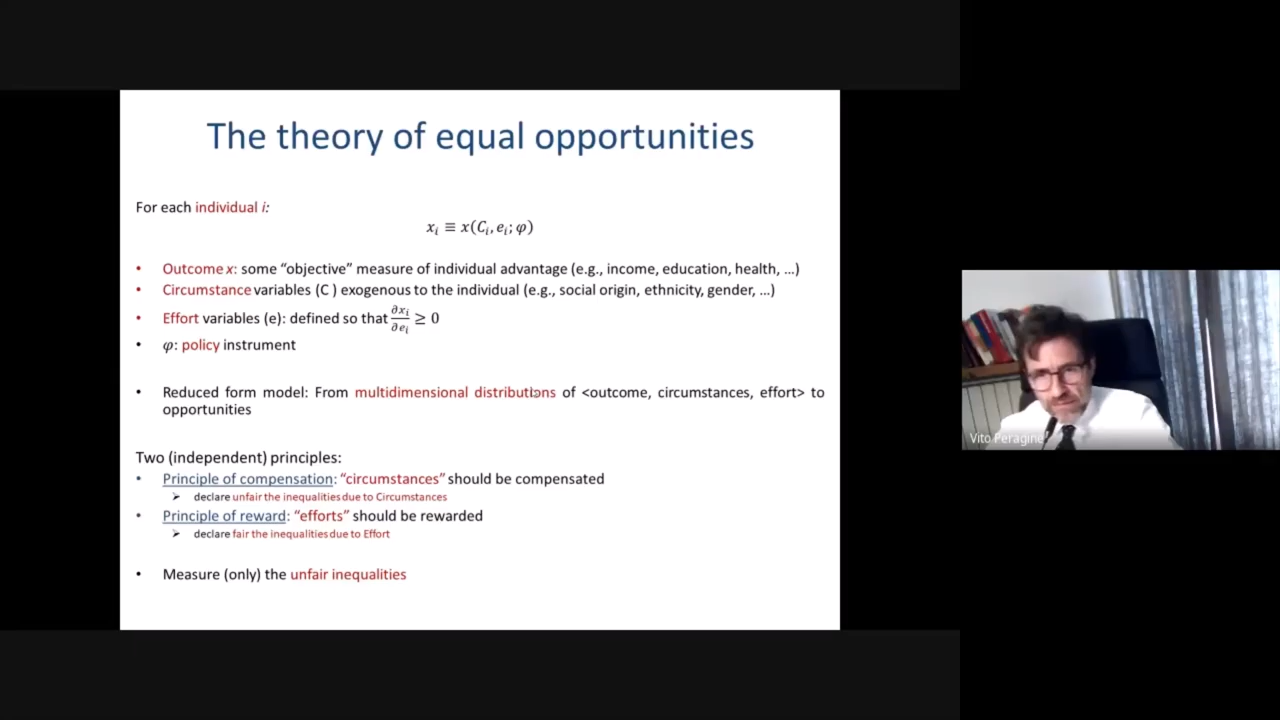 The theory of equal opportunities
For each individual i:
xᵢ ≡ x(Cᵢ, eᵢ; φ)
• Outcome x: some “objective” measure of individual advantage (e.g., income, education, health, …)
• Circumstance variables (C ) exogenous to the individual (e.g., social origin, ethnicity, gender, …)
• Effort variables (e): defined so that ∂xᵢ/∂eᵢ ≥ 0
• φ: policy instrument
• Reduced form model: From multidimensional distributions of <outcome, circumstances, effort> to
opportunities
Two (independent) principles:
• Principle of compensation: “circumstances” should be compensated
➢ declare unfair the inequalities due to Circumstances
• Principle of reward: “efforts” should be rewarded
➢ declare fair the inequalities due to Effort
• Measure (only) the unfair inequalities
Vito Peragine